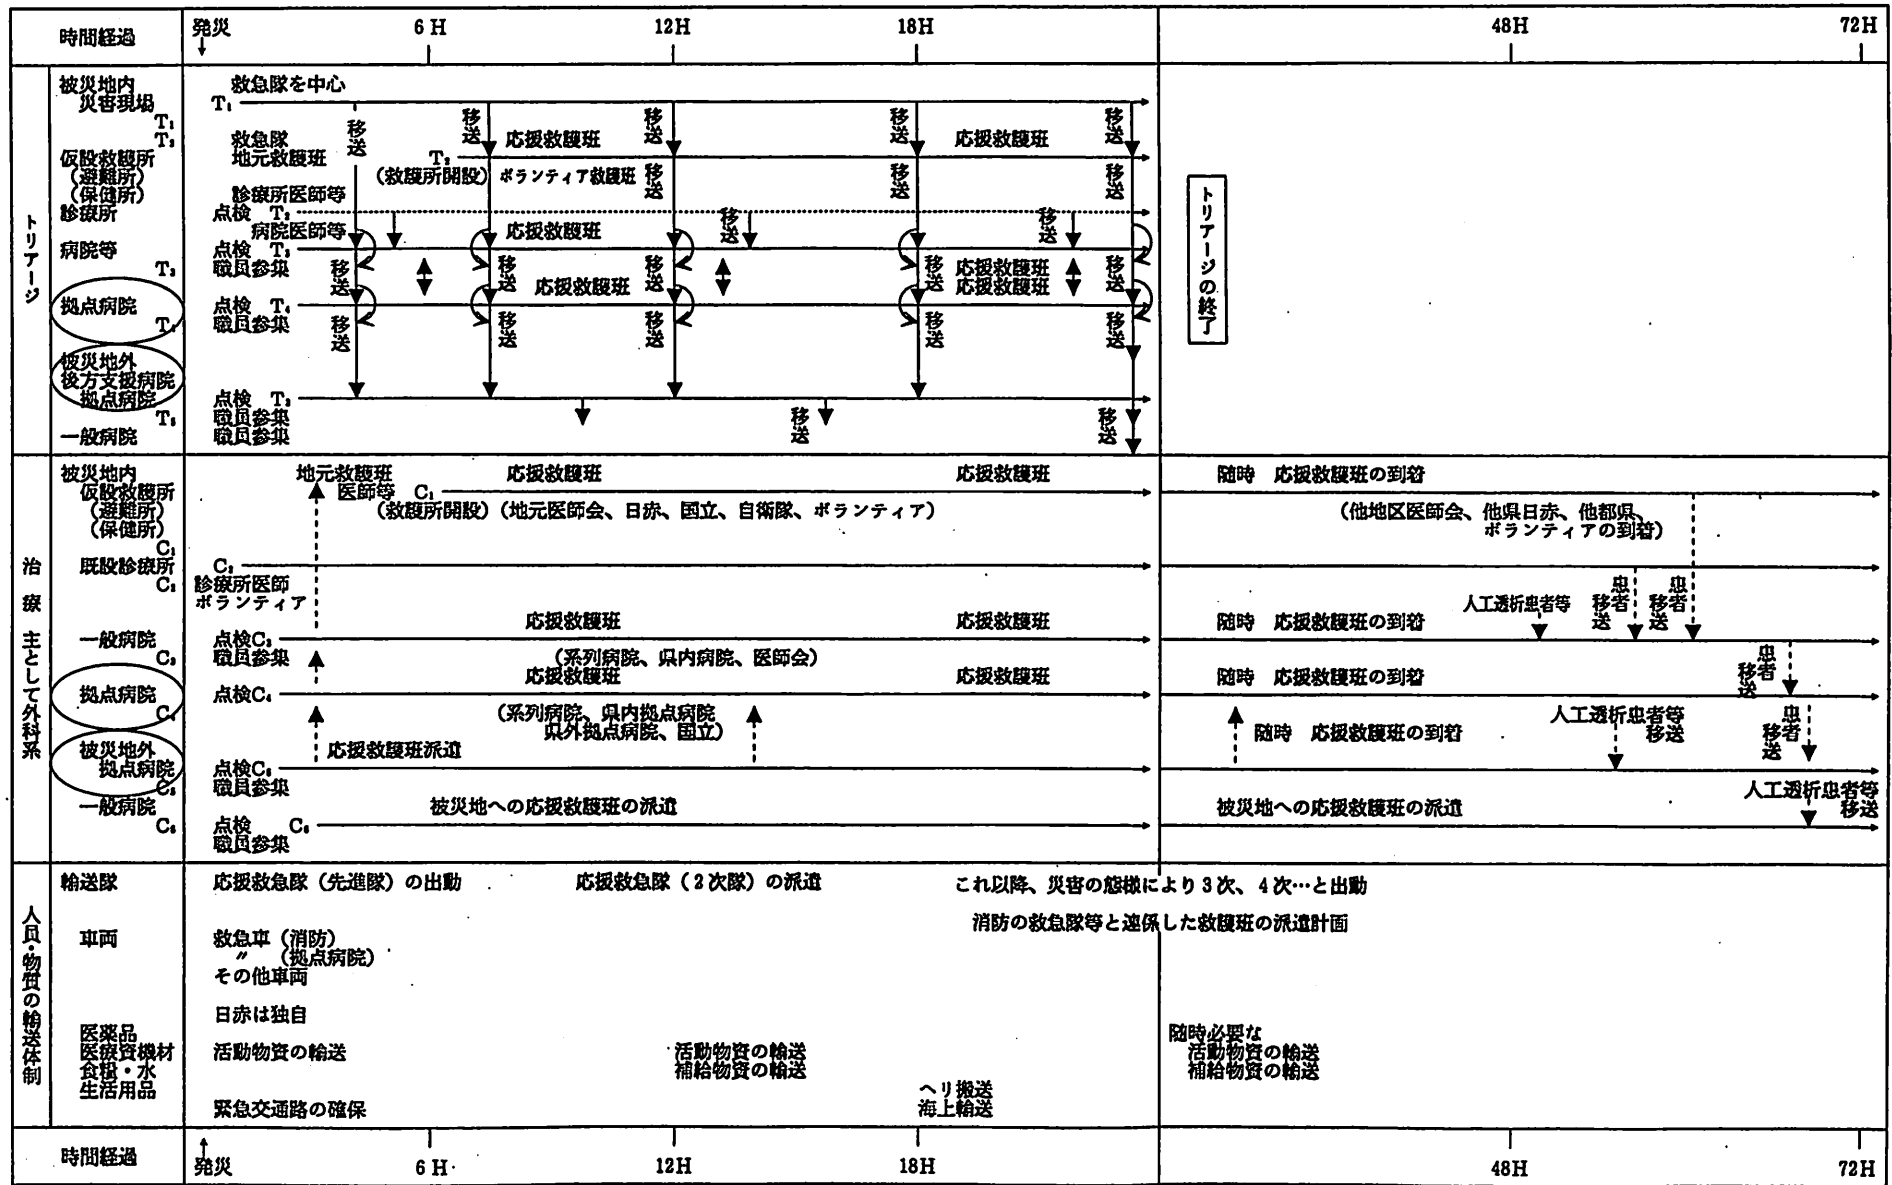 時間経過 発災 6H 12H 18H 48H 72H
トリアージ
被災地内 救急隊を中心
災害現場 T₁
T₁ 移送 移送 移送 移送 移送
救急隊 応援救護班 応援救護班
仮設救護所 地元救護班 T₂
(避難所) (救護所開設) ボランティア救護班 移送 移送 移送
(保健所) 診療所医師等
診療所 点検 移送 移送
病院医師等 応援救護班
病院等 点検 T₃
職員参集 移送 移送 移送 移送 応援救護班 移送
応援救護班 応援救護班
拠点病院 点検 T₄
職員参集 移送 移送 移送 移送 移送
被災地外
後方支援病院
拠点病院 点検
職員参集 移送 移送
一般病院 職員参集
トリアージの終了
治療 主として外科系
被災地内 地元救護班 応援救護班 応援救護班 随時 応援救護班の到着
仮設救護所 医師等 C₁
(避難所) (救護所開設) (地元医師会、日赤、国立、自衛隊、ボランティア) (他地区医師会、他県日赤、他都県、
(保健所) ボランティアの到着)
C₁
既設診療所 C₂
C₂ 診療所医師 患者移送 患者移送
ボランティア 人工透析患者等
応援救護班 応援救護班 随時 応援救護班の到着
一般病院 点検C₃
C₃ 職員参集 (系列病院、県内病院、医師会) 患者移送
応援救護班 応援救護班 随時 応援救護班の到着
拠点病院 点検C₄
C₄ (系列病院、県内拠点病院 人工透析患者等 患者移送
県外拠点病院、国立) 随時 応援救護班の到着 移送
被災地外 応援救護班派遣
拠点病院 点検C₅
C₅ 職員参集 人工透析患者等
一般病院 被災地への応援救護班の派遣 被災地への応援救護班の派遣 移送
C₆ 点検 C₆
職員参集
人員・物質の輸送体制
輸送隊 応援救急隊(先進隊)の出動 応援救急隊(2次隊)の派遣 これ以降、災害の態様により3次、4次…と出動
消防の救急隊等と連係した救護班の派遣計画
車両 救急車(消防)
〃 (拠点病院)
その他車両
日赤は独自
医薬品 随時必要な
医療資機材 活動物資の輸送 活動物資の輸送 活動物資の輸送
食糧・水 補給物資の輸送 補給物資の輸送
生活用品 ヘリ搬送
緊急交通路の確保 海上輸送
時間経過 発災 6H 12H 18H 48H 72H